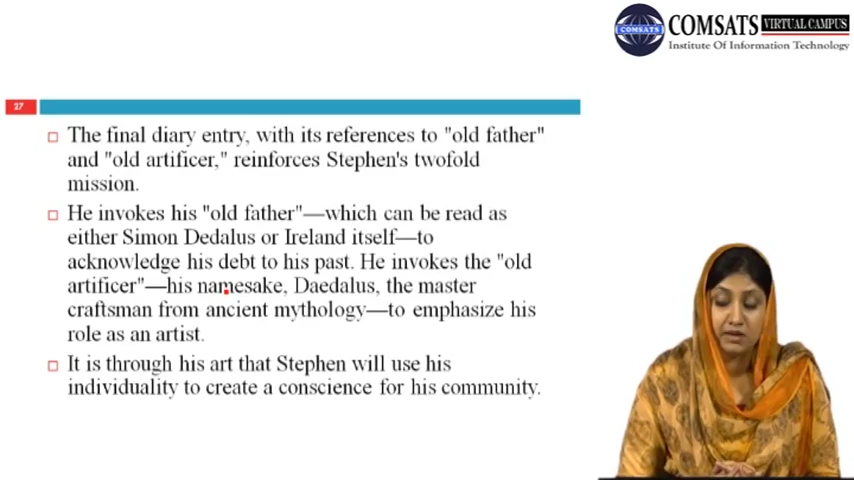 COMSATS VIRTUAL CAMPUS
COMSATS
Institute Of Information Technology
27
The final diary entry, with its references to "old father"
and "old artificer," reinforces Stephen's twofold
mission.
He invokes his "old father"—which can be read as
either Simon Dedalus or Ireland itself—to
acknowledge his debt to his past. He invokes the "old
artificer"—his namesake, Daedalus, the master
craftsman from ancient mythology—to emphasize his
role as an artist.
It is through his art that Stephen will use his
individuality to create a conscience for his community.